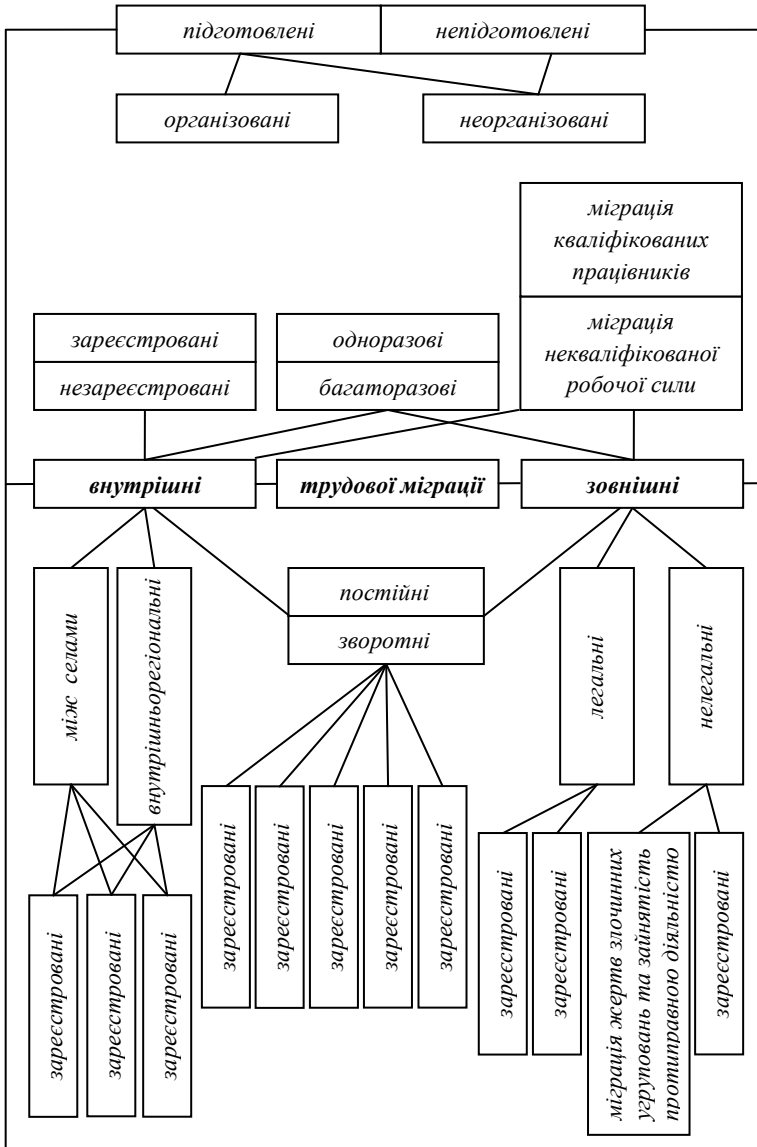 підготовлені
непідготовлені
організовані
неорганізовані
міграція
кваліфікованих
працівників
міграція
некваліфікованої
робочої сили
зареєстровані
незареєстровані
одноразові
багаторазові
внутрішні
трудової міграції
зовнішні
між селами
внутрішньорегіональні
постійні
зворотні
легальні
нелегальні
зареєстровані
зареєстровані
зареєстровані
зареєстровані
зареєстровані
зареєстровані
зареєстровані
зареєстровані
зареєстровані
зареєстровані
міграція жертв злочинних
угруповань та зайнятість
протиправною діяльністю
зареєстровані